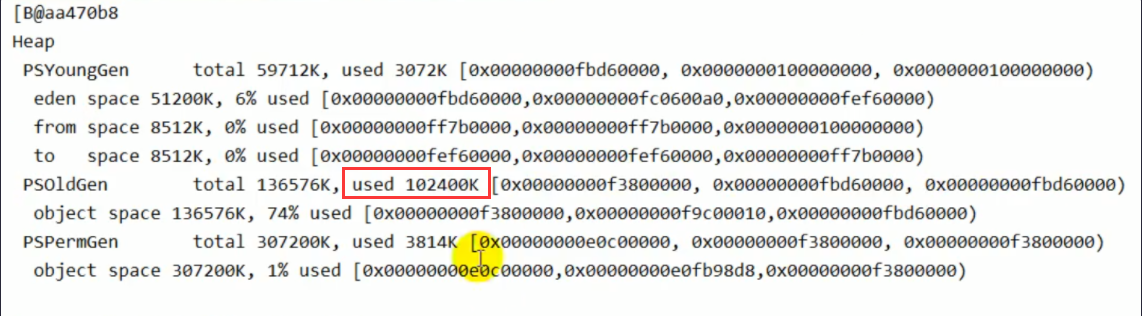 [B@aa470b8
Heap
PSYoungGen total 59712K, used 3072K [0x00000000fbd60000, 0x0000000100000000, 0x0000000100000000)
eden space 51200K, 6% used [0x00000000fbd60000,0x00000000fc0600a0,0x00000000fef60000)
from space 8512K, 0% used [0x00000000ff7b0000,0x00000000ff7b0000,0x0000000100000000)
to space 8512K, 0% used [0x00000000fef60000,0x00000000fef60000,0x00000000ff7b0000)
PSOldGen total 136576K, used 102400K [0x00000000f3800000, 0x00000000fbd60000, 0x00000000fbd60000)
object space 136576K, 74% used [0x00000000f3800000,0x00000000f9c00010,0x00000000fbd60000)
PSPermGen total 307200K, used 3814K [0x00000000e0c00000, 0x00000000f3800000, 0x00000000f3800000)
object space 307200K, 1% used [0x00000000e0c00000,0x00000000e0fb98d8,0x00000000f3800000)